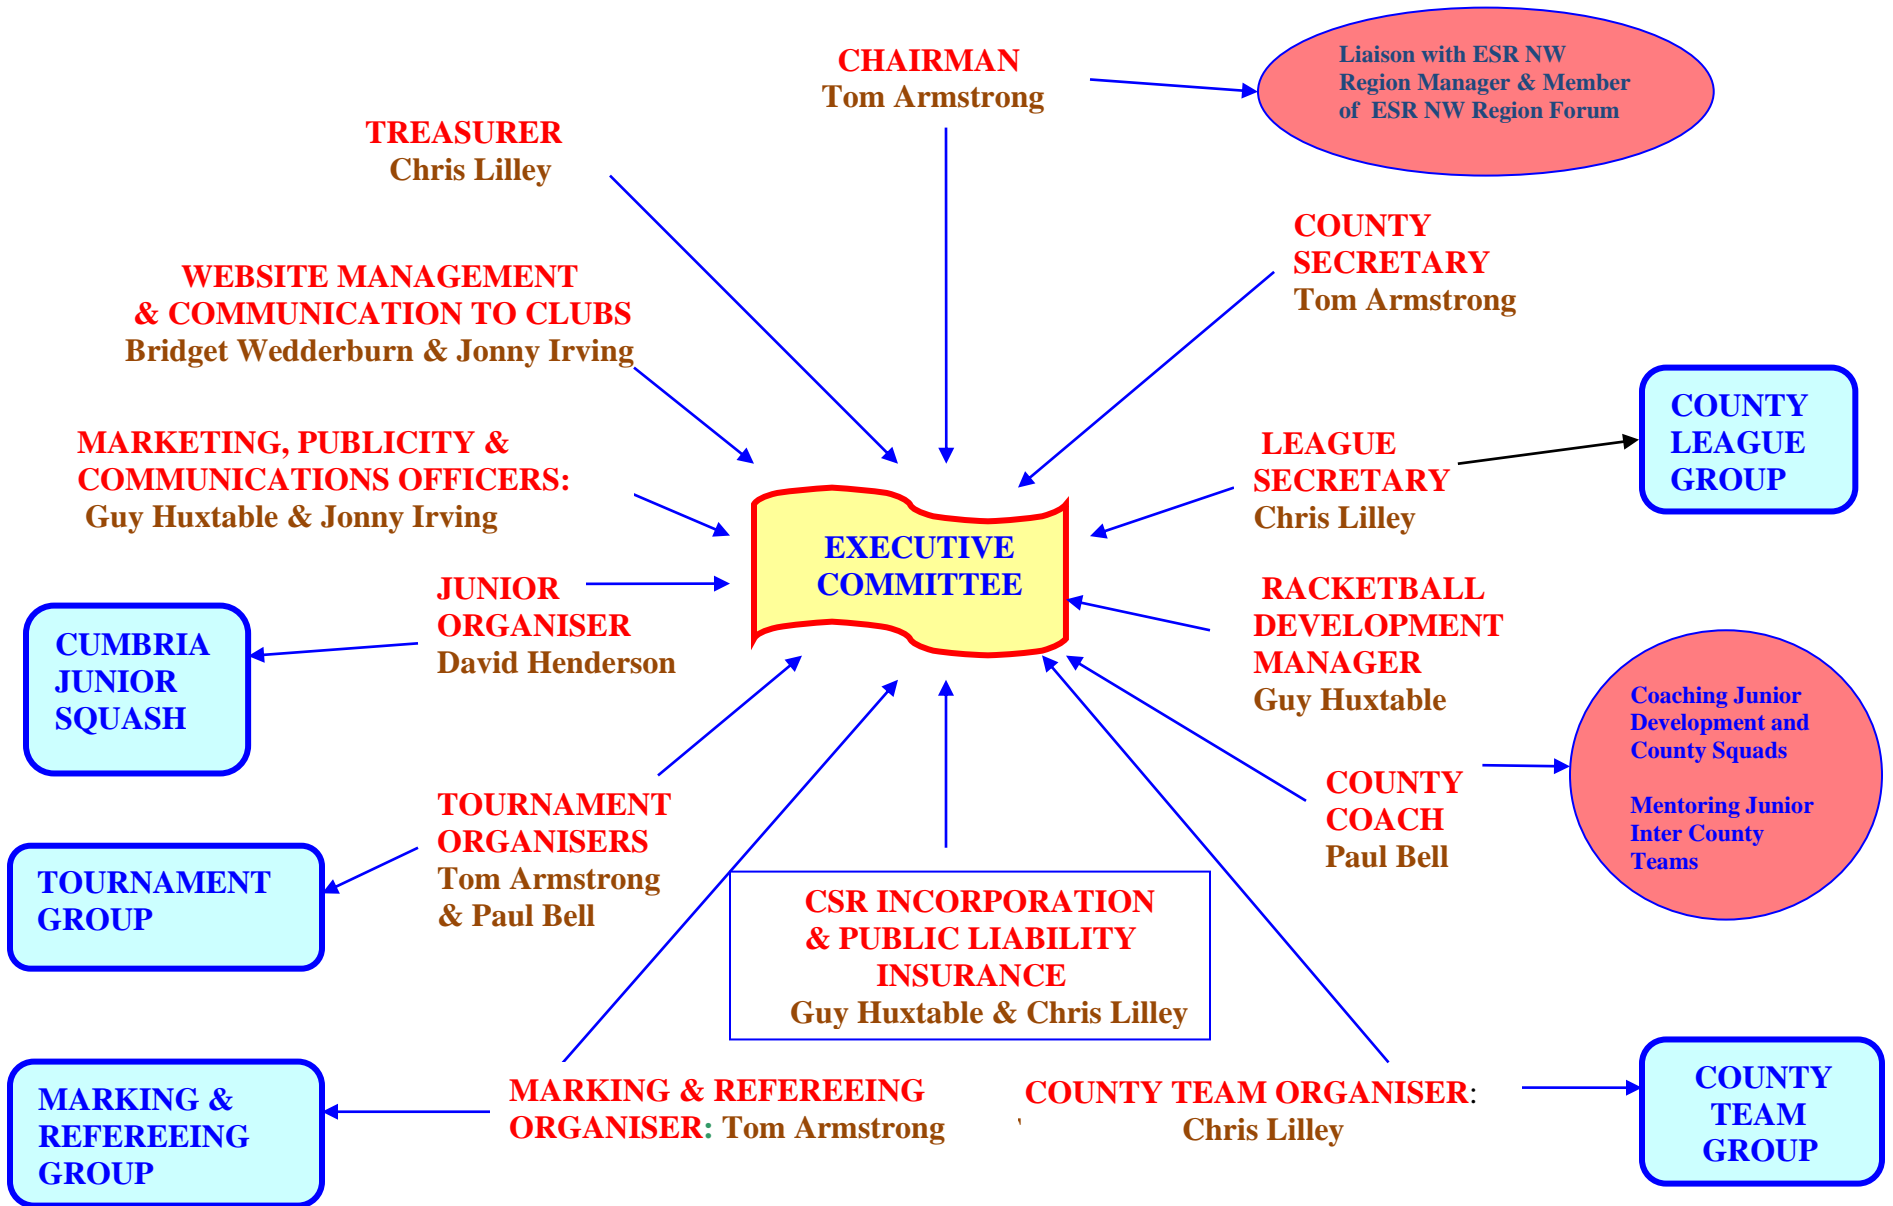 CHAIRMAN
Tom Armstrong
Liaison with ESR NW
Region Manager & Member
of ESR NW Region Forum
TREASURER
Chris Lilley
COUNTY
SECRETARY
Tom Armstrong
WEBSITE MANAGEMENT
& COMMUNICATION TO CLUBS
Bridget Wedderburn & Jonny Irving
MARKETING, PUBLICITY &
COMMUNICATIONS OFFICERS:
Guy Huxtable & Jonny Irving
LEAGUE
SECRETARY
Chris Lilley
COUNTY
LEAGUE
GROUP
EXECUTIVE
COMMITTEE
JUNIOR
ORGANISER
David Henderson
CUMBRIA
JUNIOR
SQUASH
RACKETBALL
DEVELOPMENT
MANAGER
Guy Huxtable
Coaching Junior
Development and
County Squads
Mentoring Junior
Inter County
Teams
COUNTY
COACH
Paul Bell
TOURNAMENT
ORGANISERS
Tom Armstrong
& Paul Bell
TOURNAMENT
GROUP
CSR INCORPORATION
& PUBLIC LIABILITY
INSURANCE
Guy Huxtable & Chris Lilley
MARKING &
REFEREEING
GROUP
MARKING & REFEREEING
ORGANISER: Tom Armstrong
COUNTY TEAM ORGANISER:
Chris Lilley
COUNTY
TEAM
GROUP